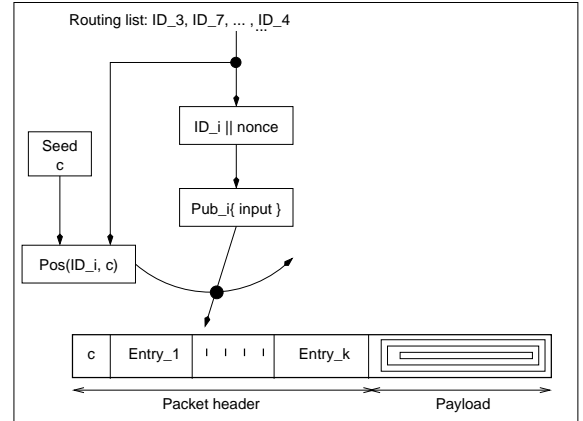 Routing list: ID_3, ID_7, ... , ID_4
...
ID_i || nonce
Seed
c
Pub_i{ input }
Pos(ID_i, c)
c
Entry_1
Entry_k
Packet header
Payload